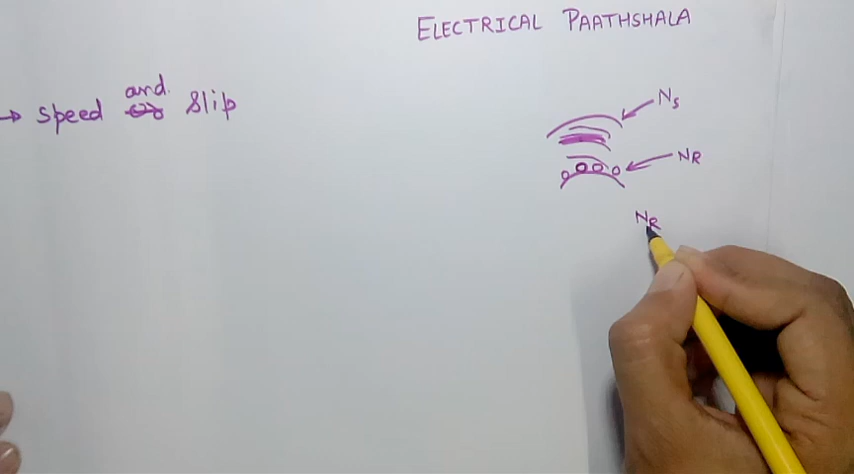 ELECTRICAL PAATHSHALA
→ Speed and Slip
NS
NR
NR